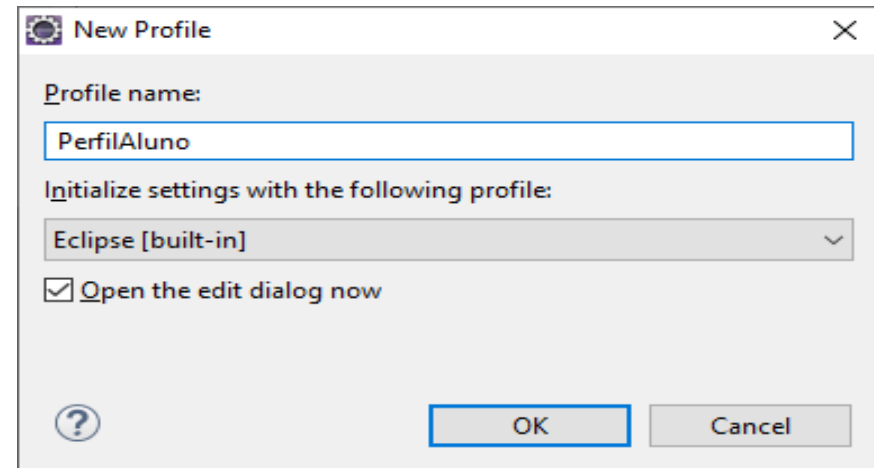 New Profile
Profile name:
PerfilAluno
Initialize settings with the following profile:
Eclipse [built-in]
Open the edit dialog now
?
OK Cancel